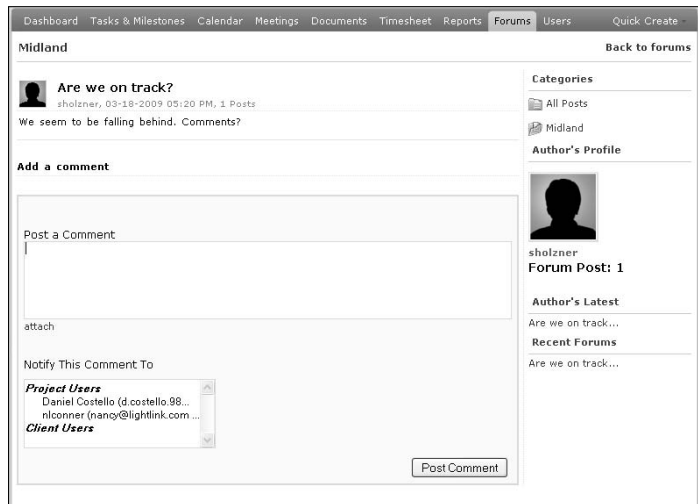 Dashboard Tasks & Milestones Calendar Meetings Documents Timesheet Reports Forums Users Quick Create
Midland
Back to forums
Are we on track?
sholzner, 03-18-2009 05:20 PM, 1 Posts
We seem to be falling behind. Comments?
Add a comment
Post a Comment
attach
Notify This Comment To
Project Users
Daniel Costello (d.costello.98...
nlconner (nancy@lightlink.com ...
Client Users
Post Comment
Categories
All Posts
Midland
Author's Profile
sholzner
Forum Post: 1
Author's Latest
Are we on track...
Recent Forums
Are we on track...